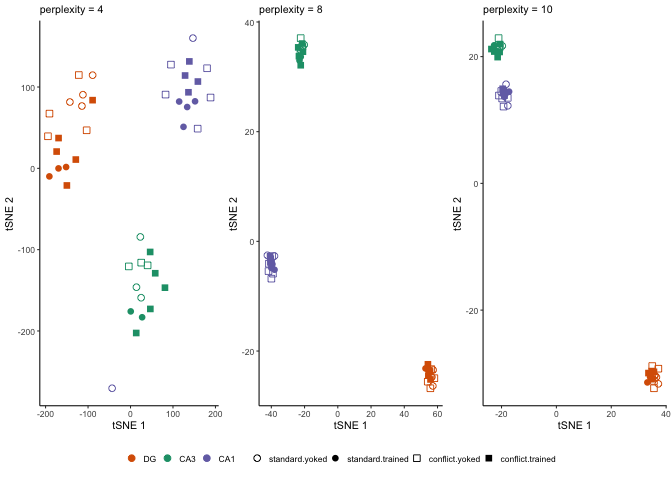 perplexity = 4
perplexity = 8
perplexity = 10
tSNE 2
100
0
-100
-200
-200
-100
0
100
200
tSNE 1
tSNE 2
40
20
0
-20
-40
-20
0
20
40
60
tSNE 1
tSNE 2
20
0
-20
-20
0
20
40
tSNE 1
DG CA3 CA1 standard.yoked standard.trained conflict.yoked conflict.trained